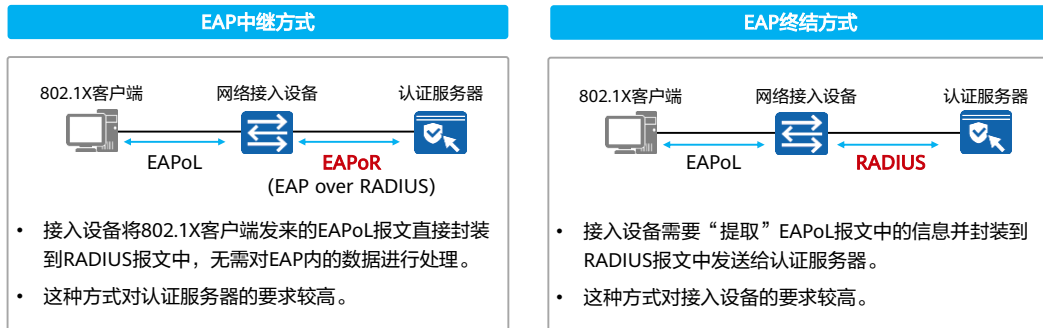 EAP中继方式
802.1X客户端
网络接入设备
认证服务器
EAPoL
EAPoR
(EAP over RADIUS)
• 接入设备将802.1X客户端发来的EAPoL报文直接封装
到RADIUS报文中，无需对EAP内的数据进行处理。
• 这种方式对认证服务器的要求较高。
EAP终结方式
802.1X客户端
网络接入设备
认证服务器
EAPoL
RADIUS
• 接入设备需要“提取”EAPoL报文中的信息并封装到
RADIUS报文中发送给认证服务器。
• 这种方式对接入设备的要求较高。